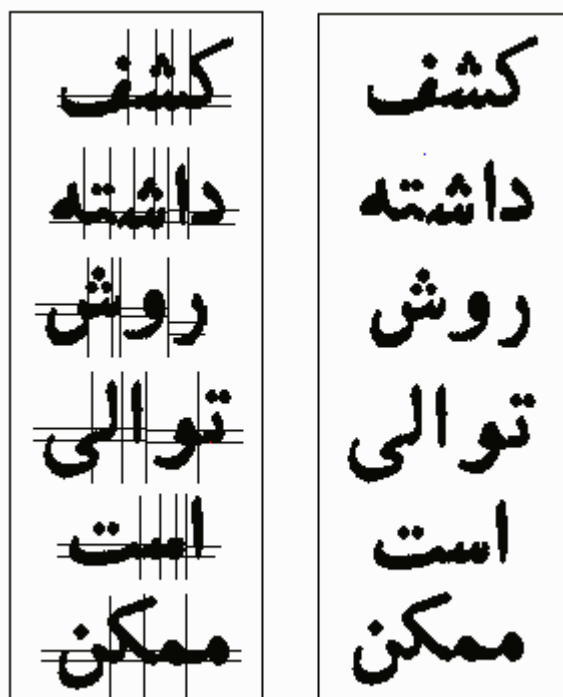 کشف کشف
داشته داشته
روش روش
توالی توالی
است است
ممکن ممکن